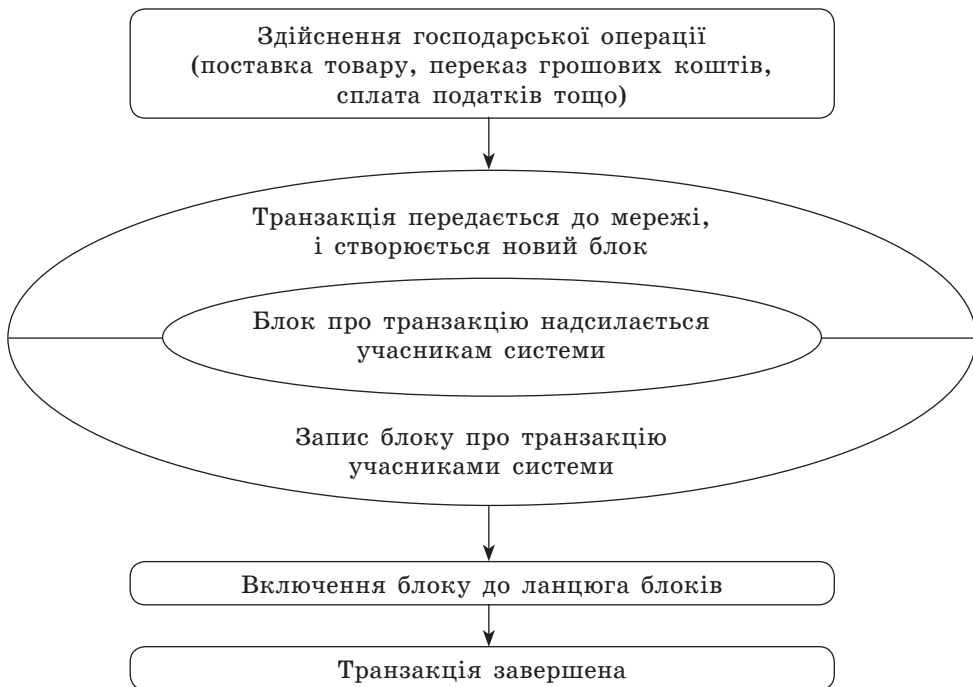 Здійснення господарської операції
(поставка товару, переказ грошових коштів,
сплата податків тощо)
Транзакція передається до мережі,
і створюється новий блок
Блок про транзакцію надсилається
учасникам системи
Запис блоку про транзакцію
учасниками системи
Включення блоку до ланцюга блоків
Транзакція завершена